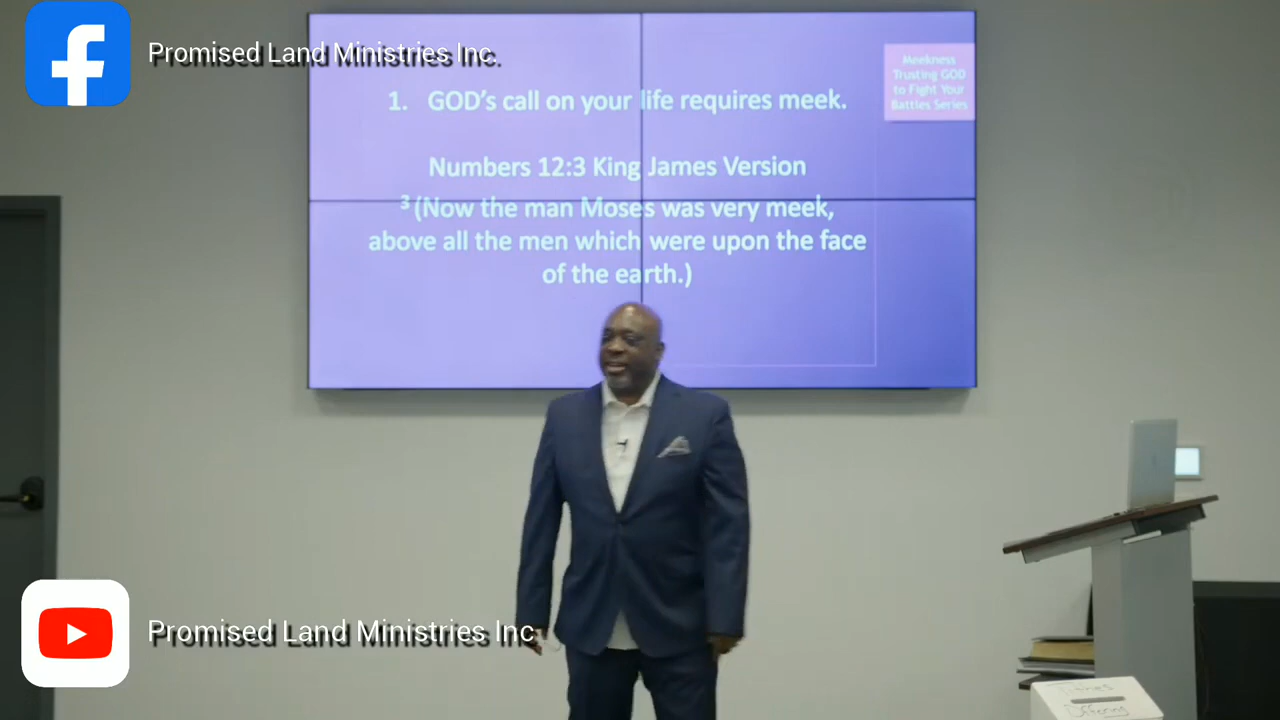 Promised Land Ministries Inc.
Meekness
Trusting GOD
to Fight Your
Battles Series
1. GOD's call on your life requires meek.
Numbers 12:3 King James Version
3 (Now the man Moses was very meek,
above all the men which were upon the face
of the earth.)
Promised Land Ministries Inc
Tithes
Offering